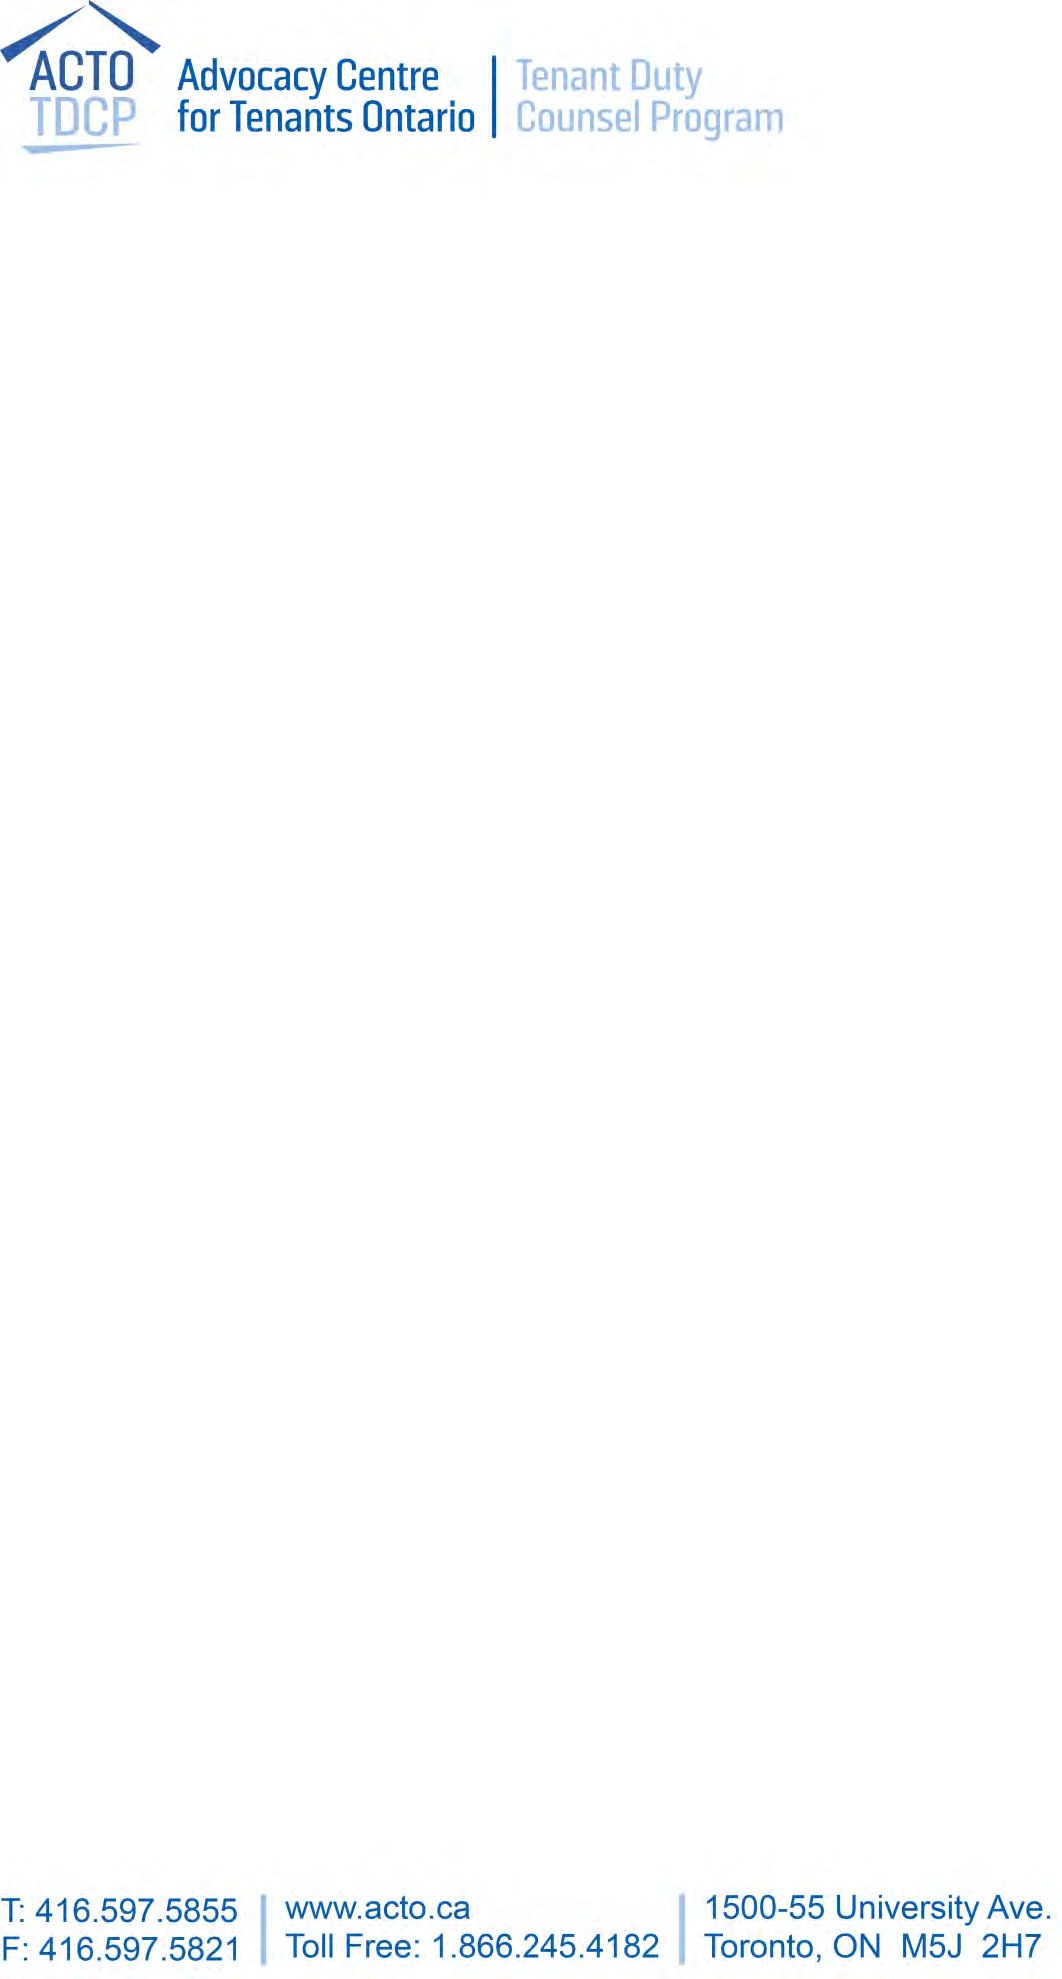 ACTO
TDCP
Advocacy Centre
for Tenants Ontario
Tenant Duty
Counsel Program
T: 416.597.5855
F: 416.597.5821
www.acto.ca
Toll Free: 1.866.245.4182
1500-55 University Ave.
Toronto, ON  M5J  2H7